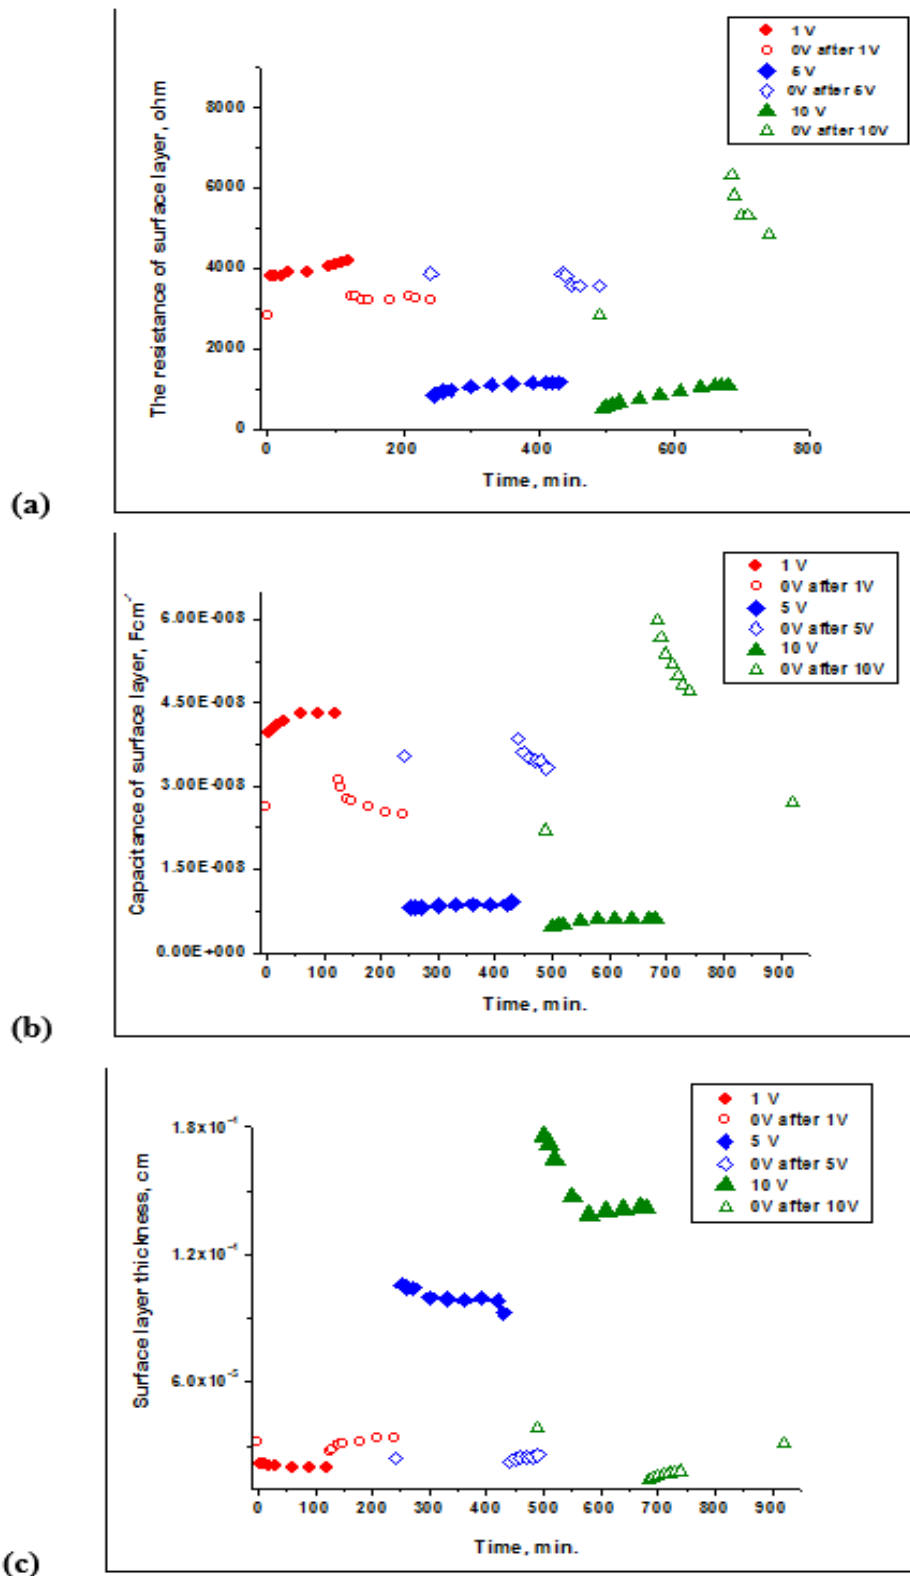 1 V
0V after 1V
5 V
0V after 5V
10 V
0V after 10V
The resistance of surface layer, ohm
8000
6000
4000
2000
0
0 200 400 600 800
Time, min.
(a)
1 V
0V after 1V
5 V
0V after 5V
10 V
0V after 10V
Capacitance of surface layer, Fcm⁻
6.00E-008
4.50E-008
3.00E-008
1.50E-008
0.00E+000
0 100 200 300 400 500 600 700 800 900
Time, min.
(b)
1 V
0V after 1V
5 V
0V after 5V
10 V
0V after 10V
Surface layer thickness, cm
1.8x10⁻⁴
1.2x10⁻⁴
6.0x10⁻⁵
0 100 200 300 400 500 600 700 800 900
Time, min.
(c)